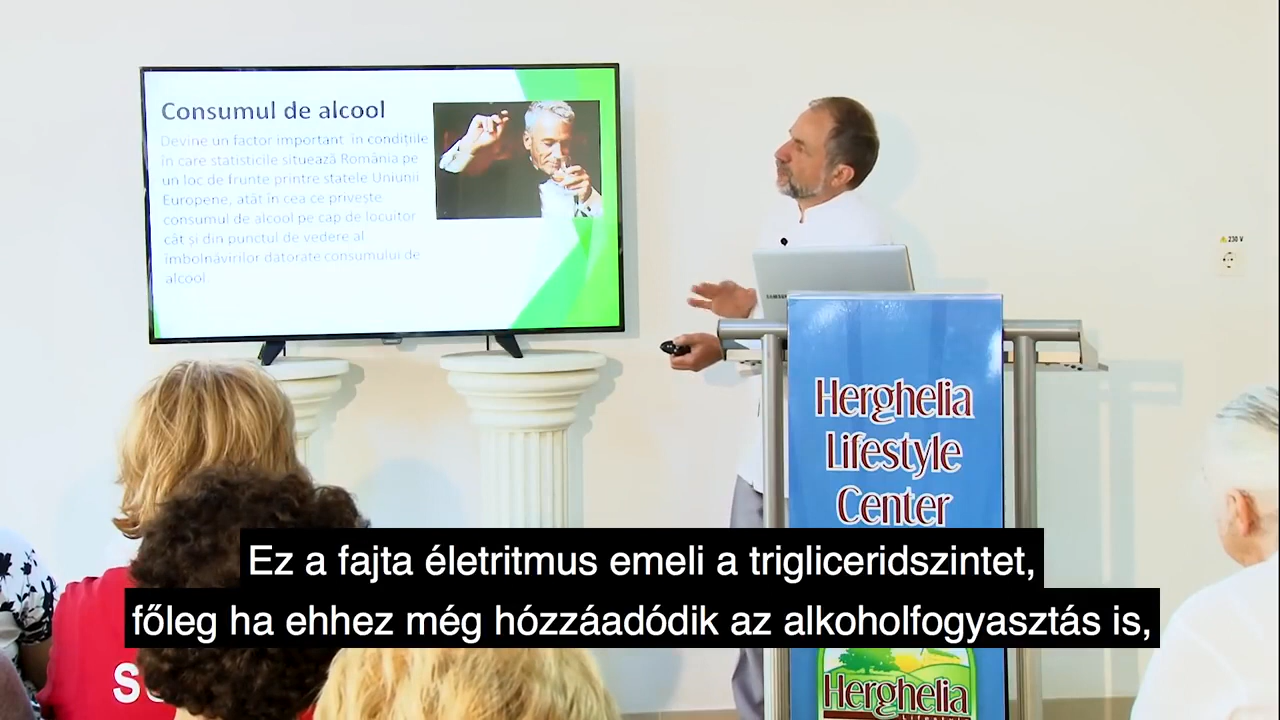 Consumul de alcool
Devine un factor important în condițiile
în care statisticile situează România pe
un loc de frunte printre statele Uniunii
Europene, atât în cea ce privește
consumul de alcool pe cap de locuitor
cât și din punctul de vedere al
îmbolnăvirilor datorate consumului de
alcool.
230 V
SAMSUNG
Herghelia
Lifestyle
Center
Ez a fajta életritmus emeli a trigliceridszintet,
főleg ha ehhez még hózzáadódik az alkoholfogyasztás is,
Herghelia